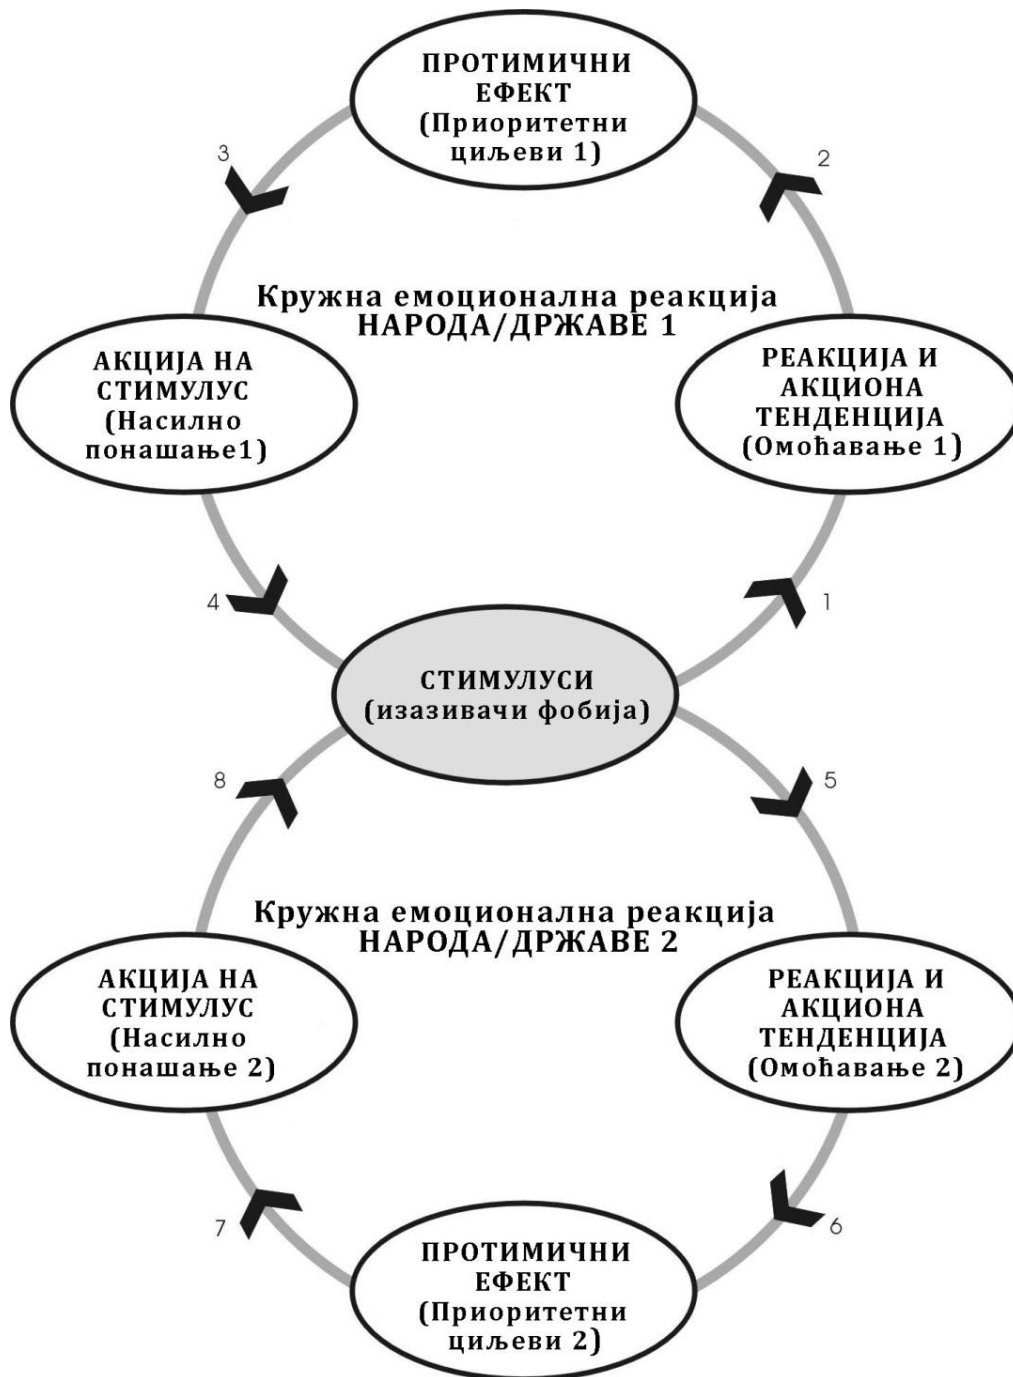 ПРОТИМИЧНИ
ЕФЕКТ
(Приоритетни
циљеви 1)
3
2
Кружна емоционална реакција
НАРОДА/ДРЖАВЕ 1
АКЦИЈА НА
СТИМУЛУС
(Насилно
понашање1)
РЕАКЦИЈА И
АКЦИОНА
ТЕНДЕНЦИЈА
(Омоћавање 1)
4
1
СТИМУЛУСИ
(изазивачи фобија)
8
5
Кружна емоционална реакција
НАРОДА/ДРЖАВЕ 2
АКЦИЈА НА
СТИМУЛУС
(Насилно
понашање 2)
РЕАКЦИЈА И
АКЦИОНА
ТЕНДЕНЦИЈА
(Омоћавање 2)
7
6
ПРОТИМИЧНИ
ЕФЕКТ
(Приоритетни
циљеви 2)